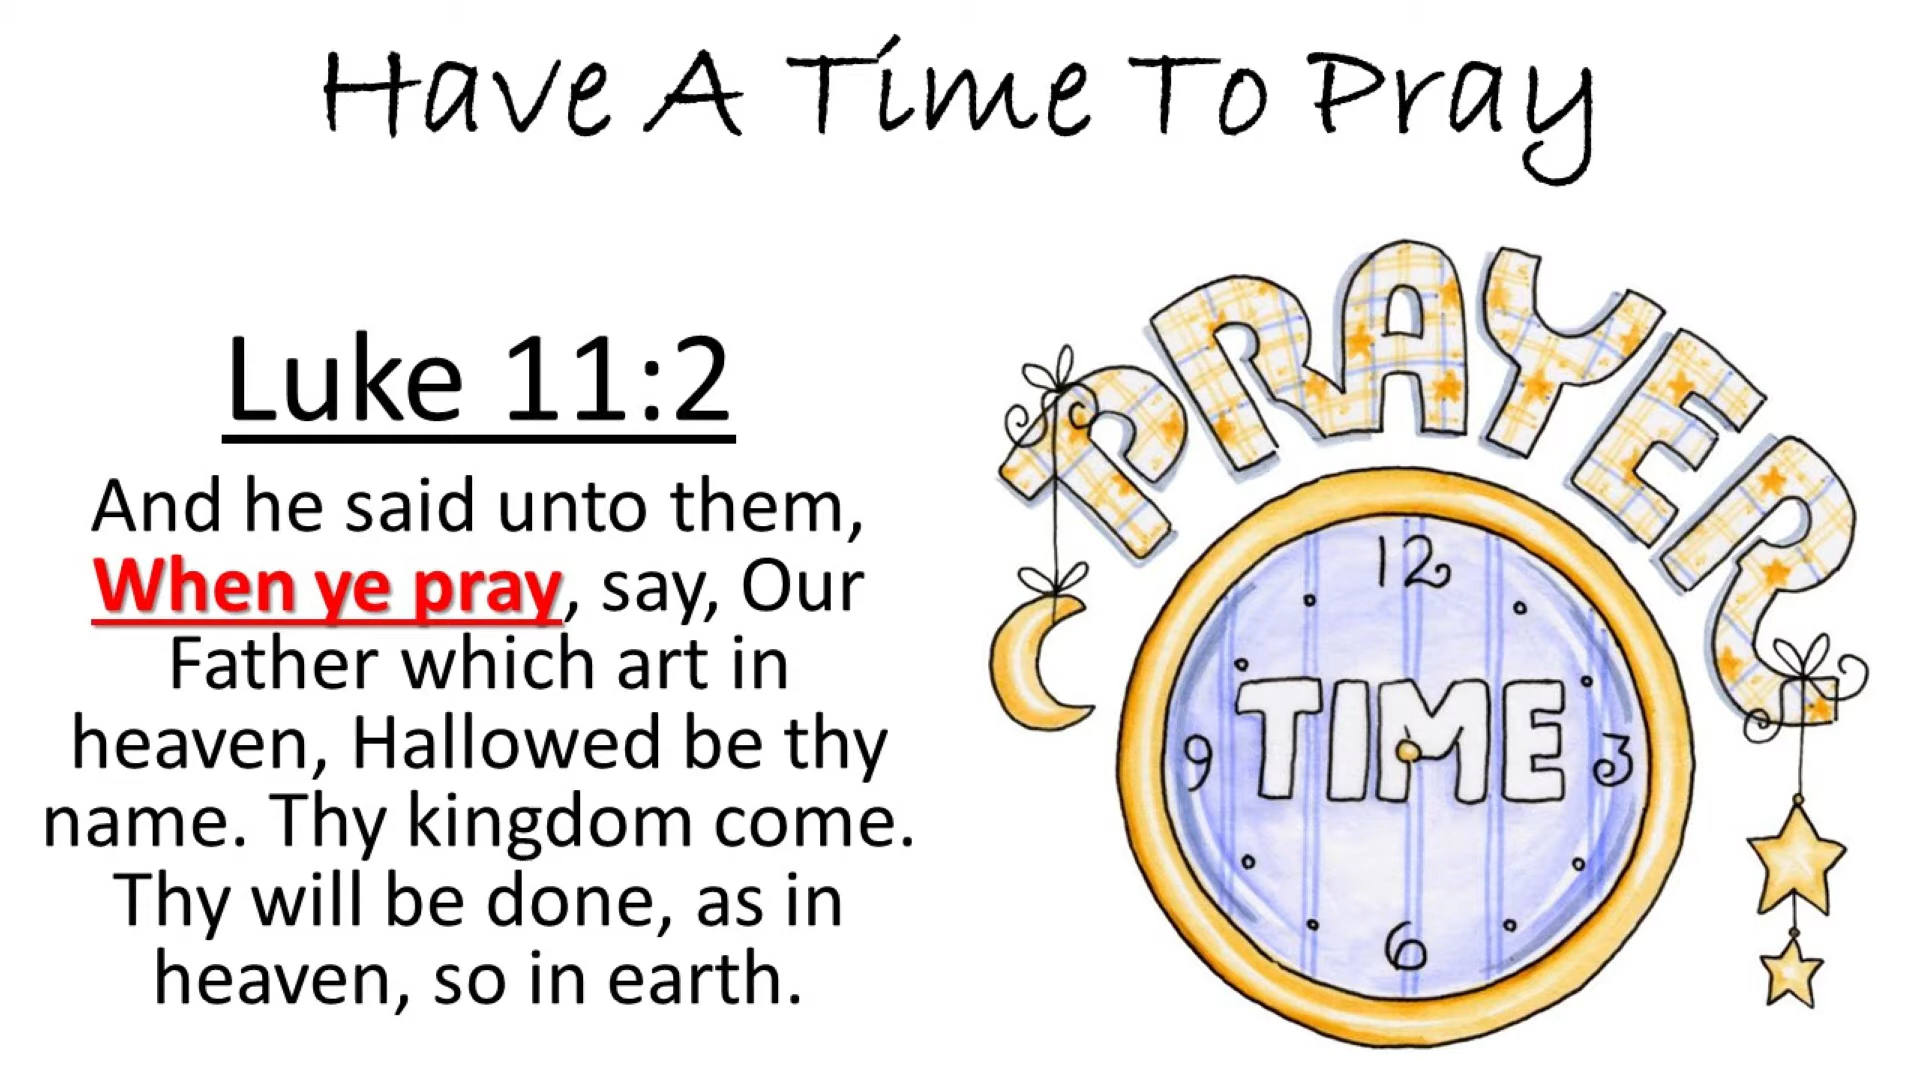 Have A Time To Pray
Luke 11:2
And he said unto them,
When ye pray, say, Our
Father which art in
heaven, Hallowed be thy
name. Thy kingdom come.
Thy will be done, as in
heaven, so in earth.
PRAYER
12
TIME
9
3
6